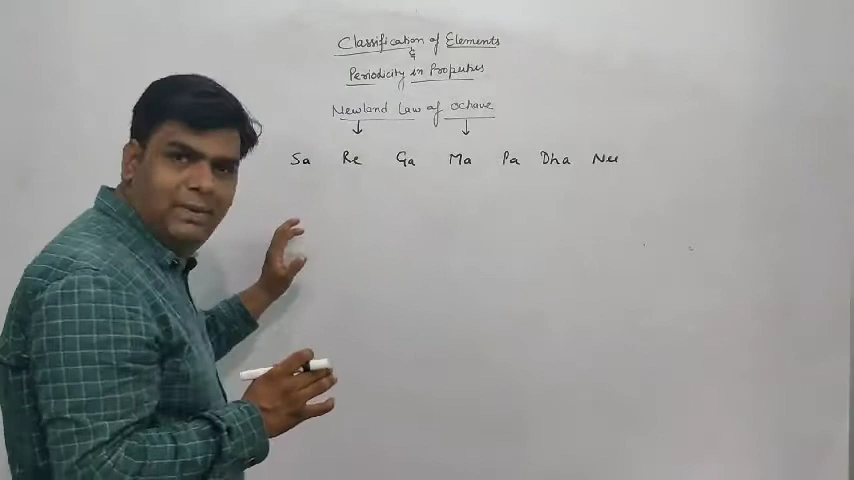 Classification of Elements
&
Periodicity in Properties
Newland Law of octave
Sa Re Ga Ma Pa Dha Nee